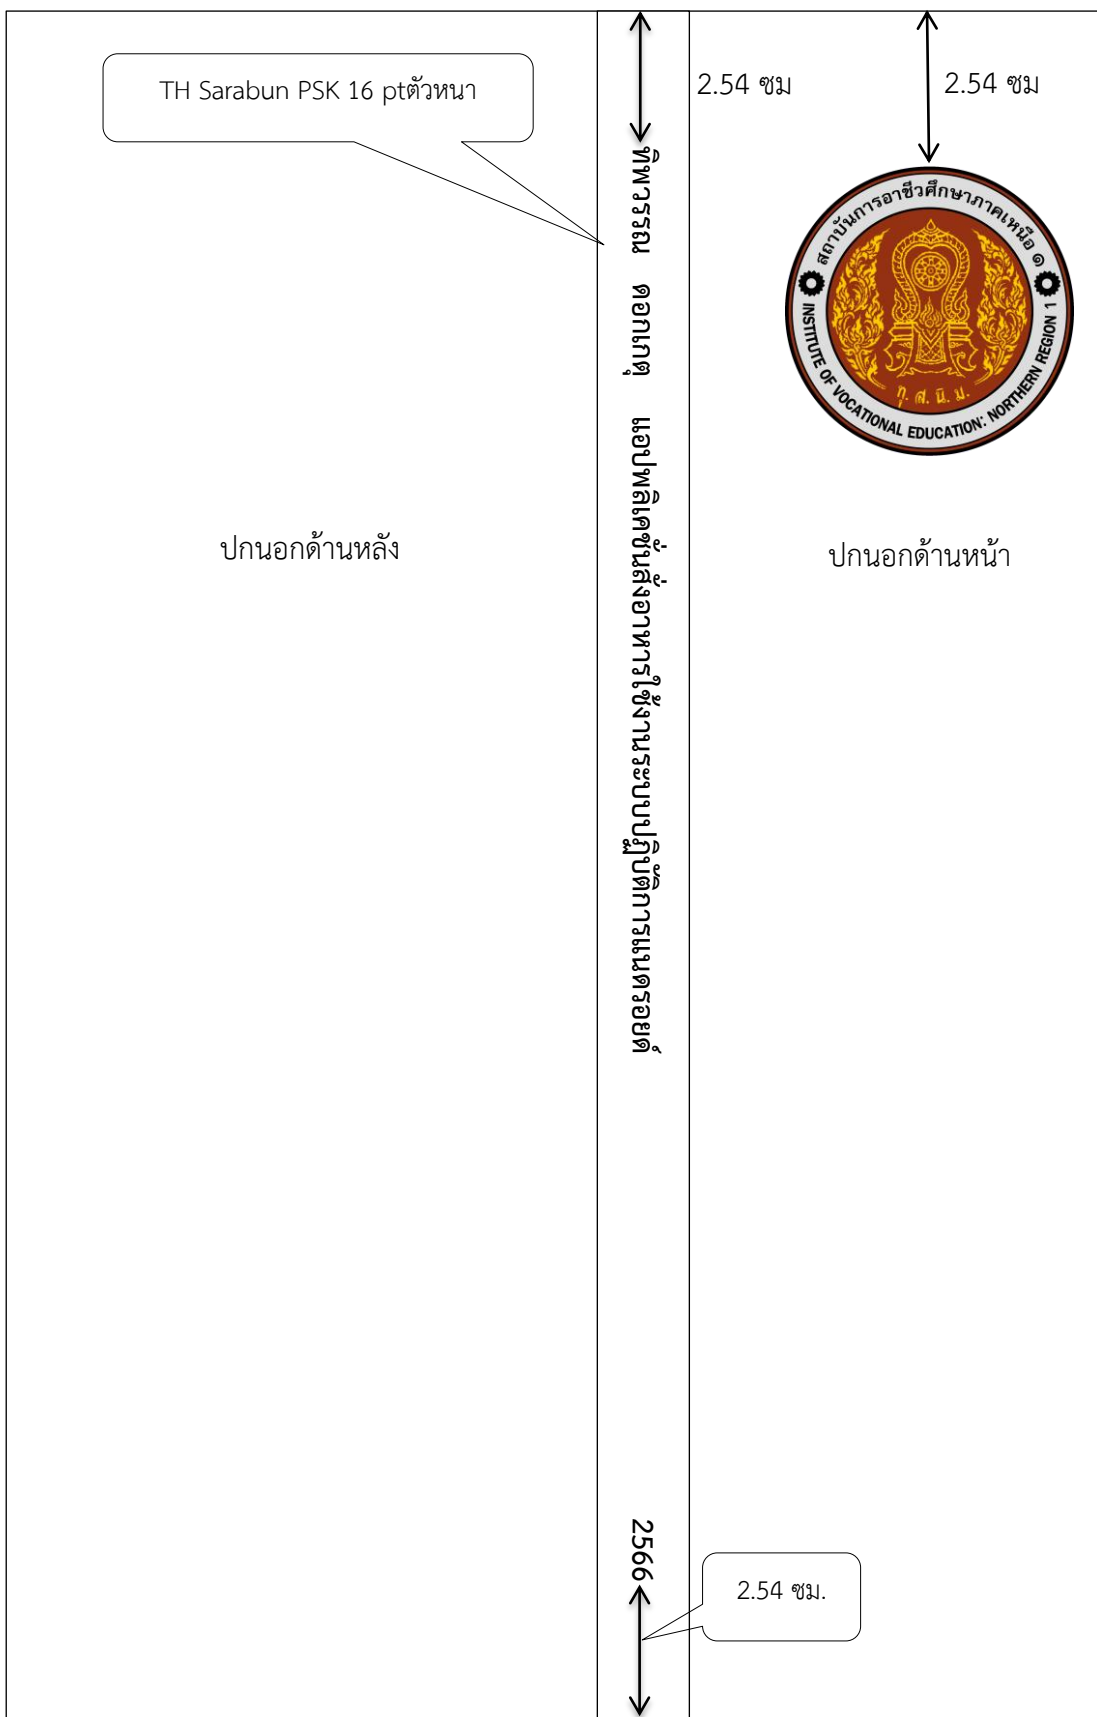 TH Sarabun PSK 16 ptตัวหนา
2.54 ซม
2.54 ซม
สถาบันการอาชีวศึกษาภาคเหนือ ๑
ทุ. ส. นิ. ม.
INSTITUTE OF VOCATIONAL EDUCATION: NORTHERN REGION 1
ทิพวรรณ ดอกเกตุ แอปพลิเคชันสั่งอาหารใช้งานระบบปฏิบัติการแนดรอยด์
ปกนอกด้านหลัง
ปกนอกด้านหน้า
2566
2.54 ซม.